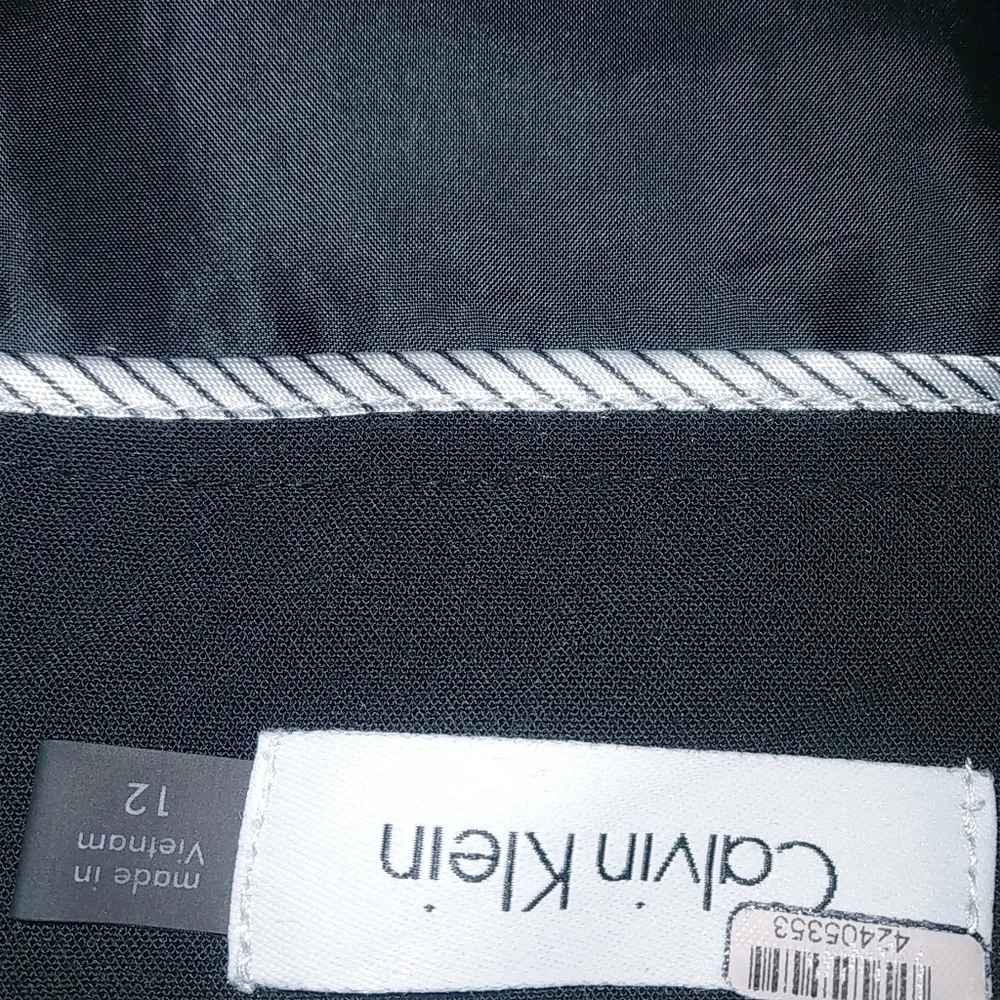 Calvin Klein
made in
Vietnam
12
42405353